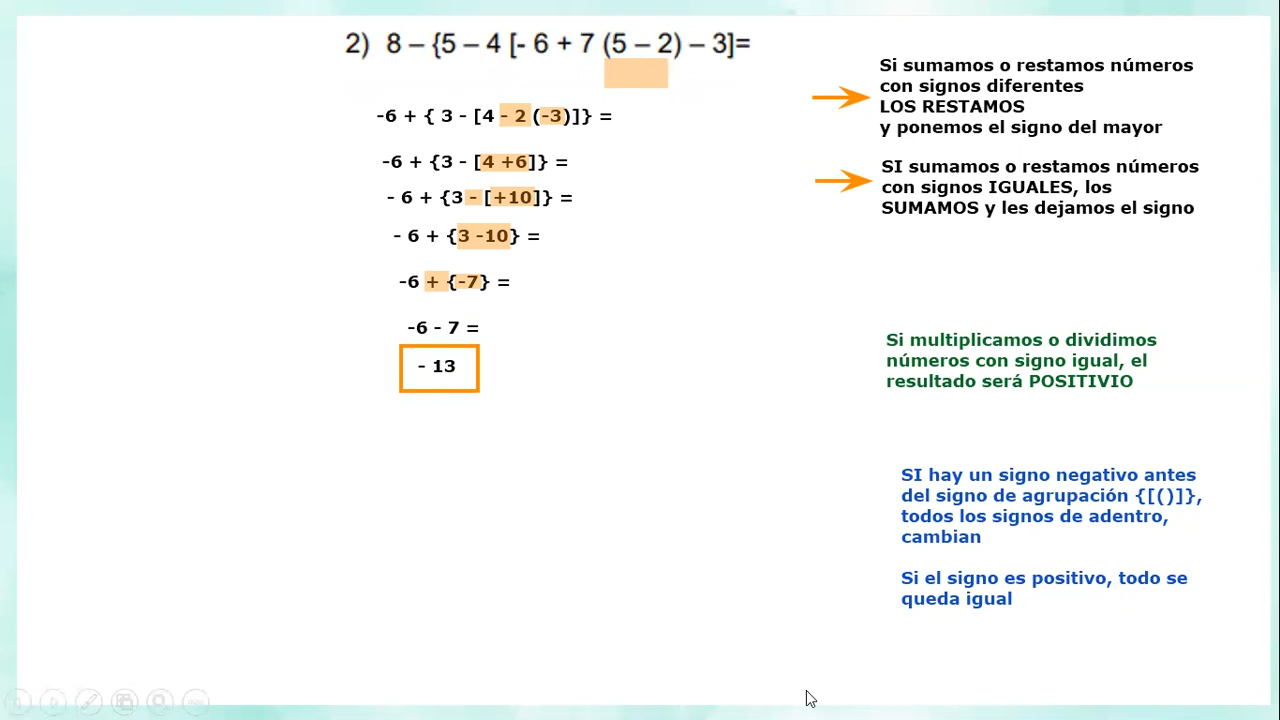 2) 8 – {5 – 4 [- 6 + 7 (5 – 2) – 3]=
-6 + { 3 - [4 - 2 (-3)]} =
-6 + {3 - [4 +6]} =
- 6 + {3 - [+10]} =
- 6 + {3 -10} =
-6 + {-7} =
-6 - 7 =
- 13
Si sumamos o restamos números
con signos diferentes
LOS RESTAMOS
y ponemos el signo del mayor
SI sumamos o restamos números
con signos IGUALES, los
SUMAMOS y les dejamos el signo
Si multiplicamos o dividimos
números con signo igual, el
resultado será POSITIVIO
SI hay un signo negativo antes
del signo de agrupación {[()]},
todos los signos de adentro,
cambian
Si el signo es positivo, todo se
queda igual